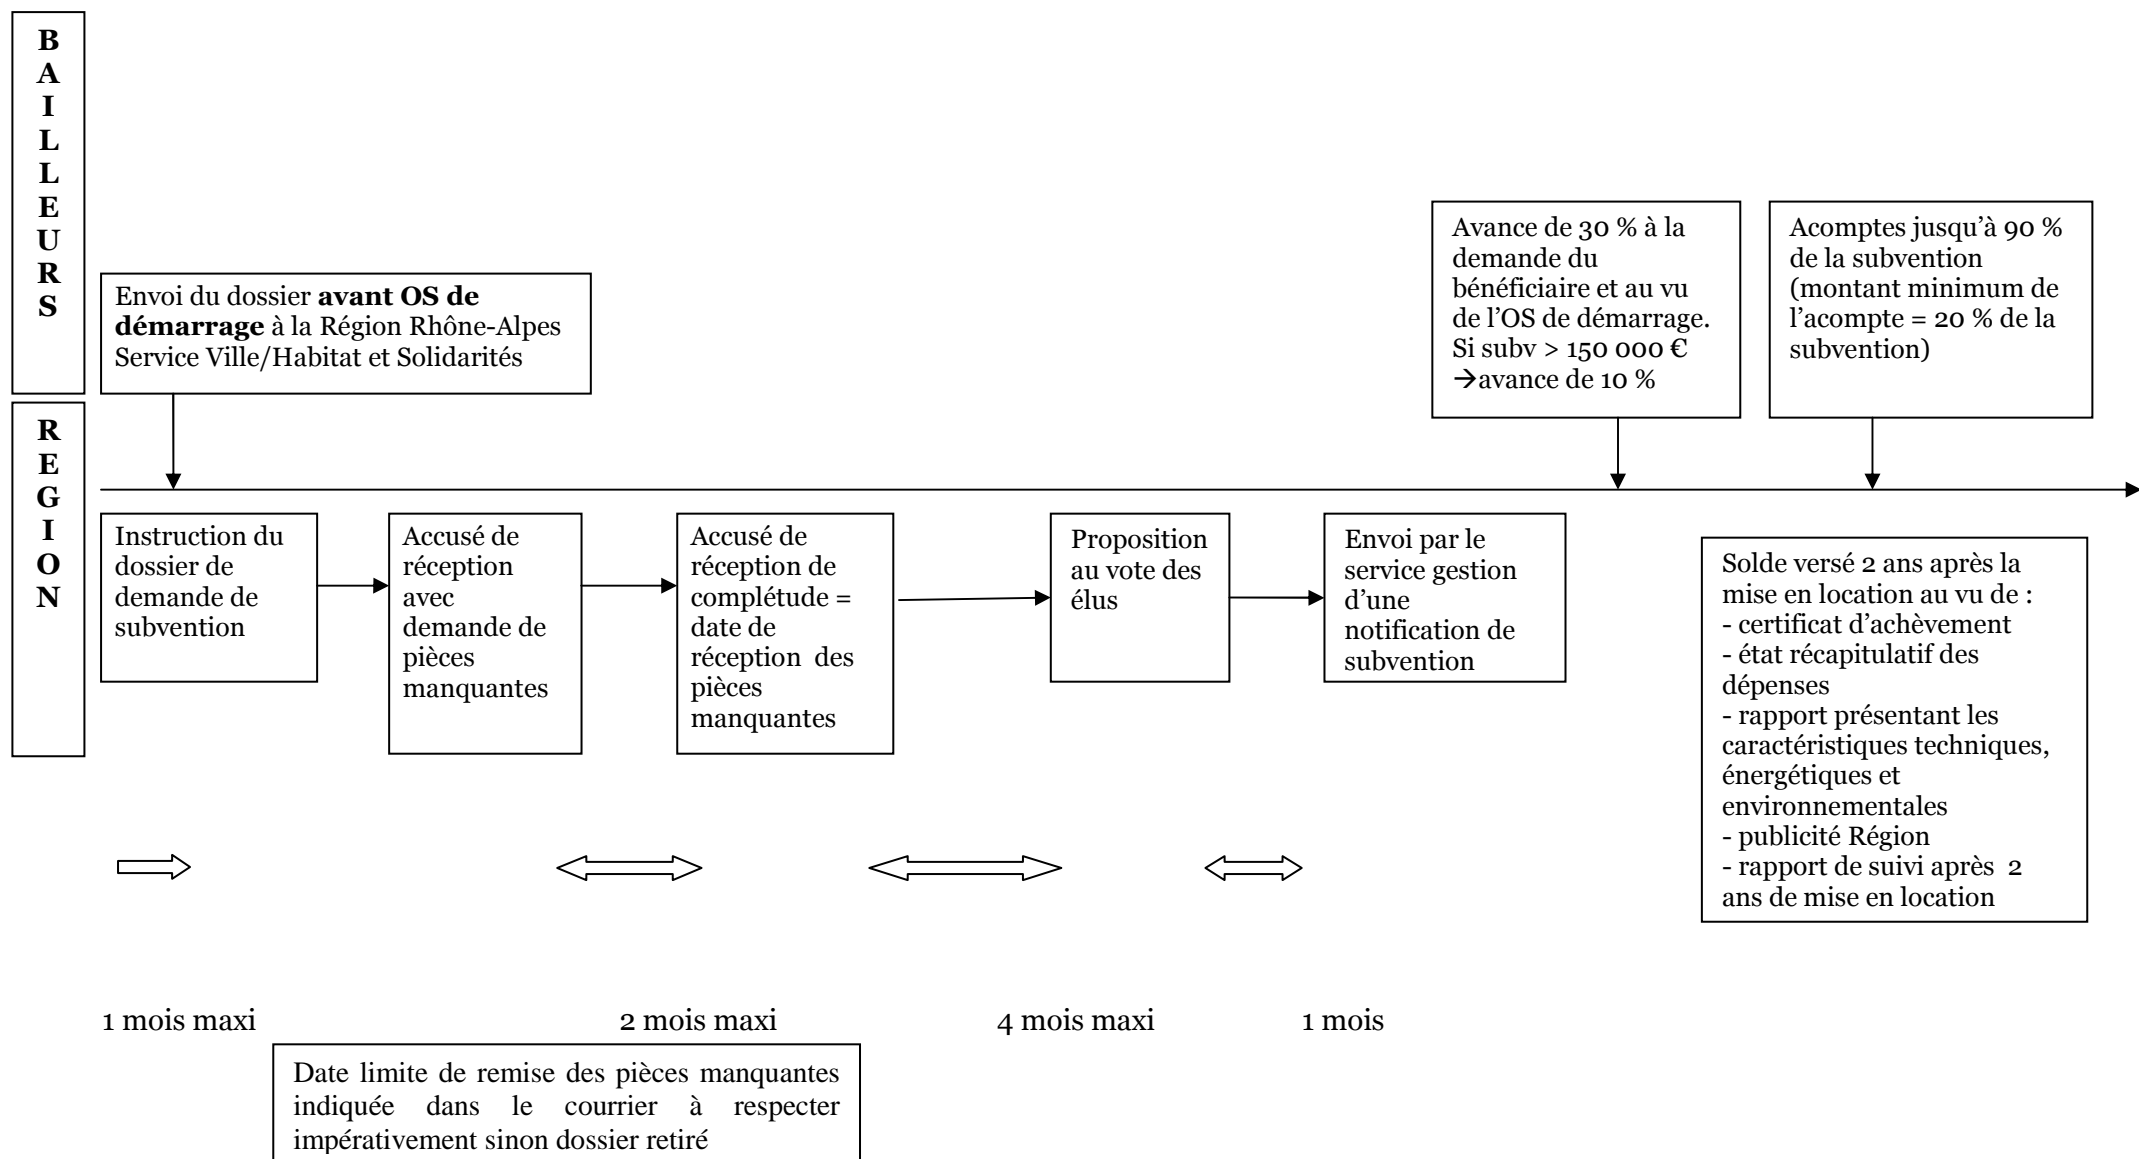 BAILLEURS
Envoi du dossier avant OS de
démarrage à la Région Rhône-Alpes
Service Ville/Habitat et Solidarités
Avance de 30 % à la
demande du
bénéficiaire et au vu
de l’OS de démarrage.
Si subv > 150 000 €
→avance de 10 %
Acomptes jusqu’à 90 %
de la subvention
(montant minimum de
l’acompte = 20 % de la
subvention)
REGION
Instruction du
dossier de
demande de
subvention
Accusé de
réception
avec
demande de
pièces
manquantes
Accusé de
réception de
complétude =
date de
réception des
pièces
manquantes
Proposition
au vote des
élus
Envoi par le
service gestion
d’une
notification de
subvention
Solde versé 2 ans après la
mise en location au vu de :
- certificat d’achèvement
- état récapitulatif des
dépenses
- rapport présentant les
caractéristiques techniques,
énergétiques et
environnementales
- publicité Région
- rapport de suivi après 2
ans de mise en location
1 mois maxi
2 mois maxi
4 mois maxi
1 mois
Date limite de remise des pièces manquantes
indiquée dans le courrier à respecter
impérativement sinon dossier retiré